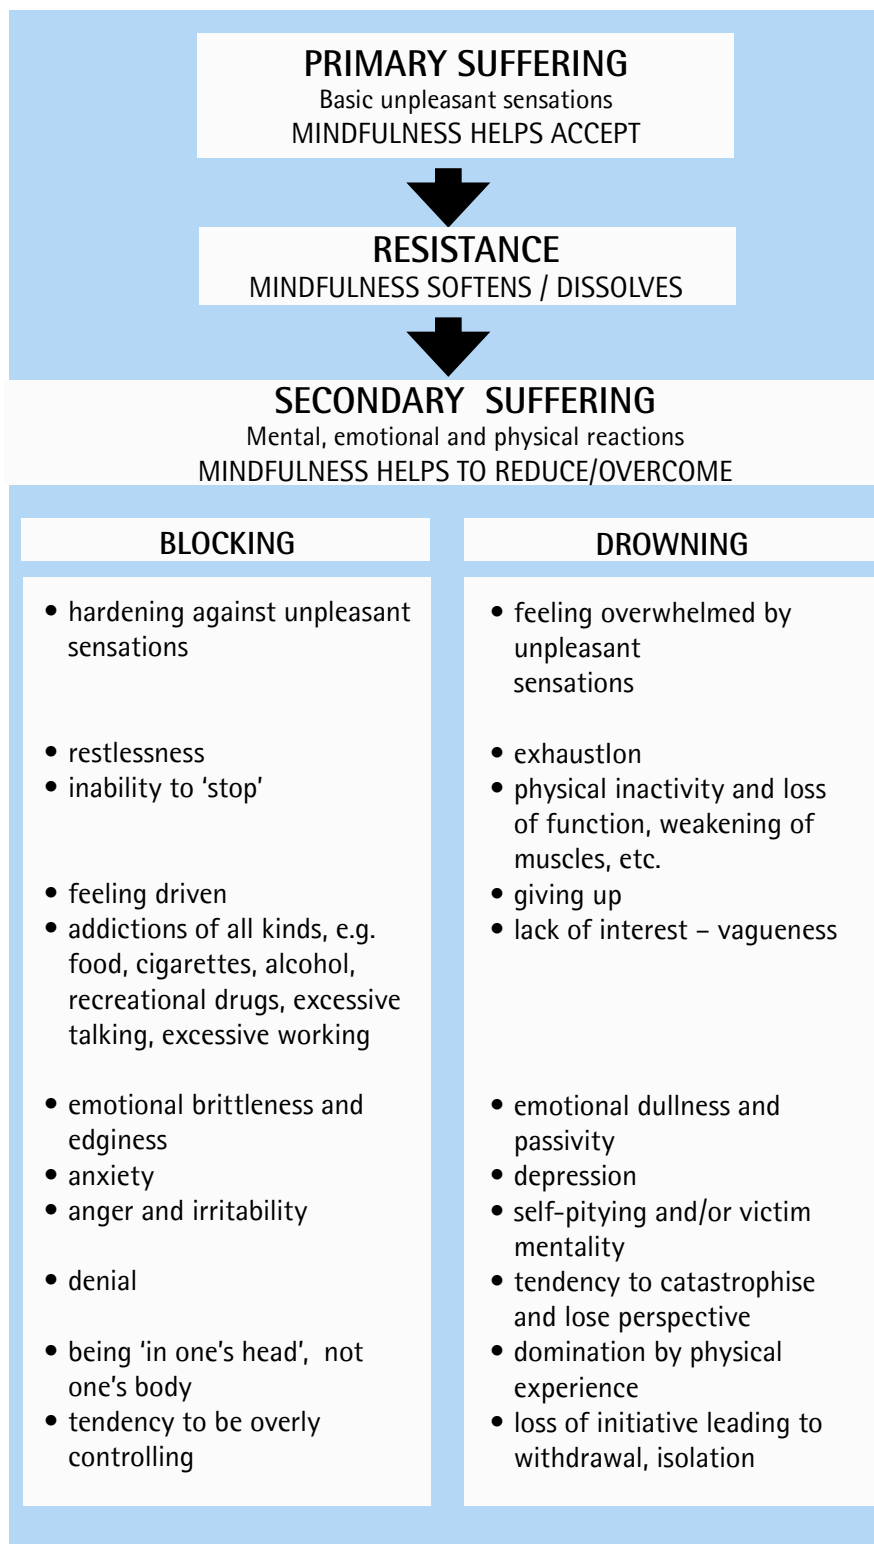 PRIMARY SUFFERING
Basic unpleasant sensations
MINDFULNESS HELPS ACCEPT
RESISTANCE
MINDFULNESS SOFTENS / DISSOLVES
SECONDARY SUFFERING
Mental, emotional and physical reactions
MINDFULNESS HELPS TO REDUCE/OVERCOME
BLOCKING
• hardening against unpleasant
sensations
• restlessness
• inability to ‘stop’
• feeling driven
• addictions of all kinds, e.g.
food, cigarettes, alcohol,
recreational drugs, excessive
talking, excessive working
• emotional brittleness and
edginess
• anxiety
• anger and irritability
• denial
• being ‘in one’s head’, not
one’s body
• tendency to be overly
controlling
DROWNING
• feeling overwhelmed by
unpleasant
sensations
• exhaustIon
• physical inactivity and loss
of function, weakening of
muscles, etc.
• giving up
• lack of interest – vagueness
• emotional dullness and
passivity
• depression
• self-pitying and/or victim
mentality
• tendency to catastrophise
and lose perspective
• domination by physical
experience
• loss of initiative leading to
withdrawal, isolation